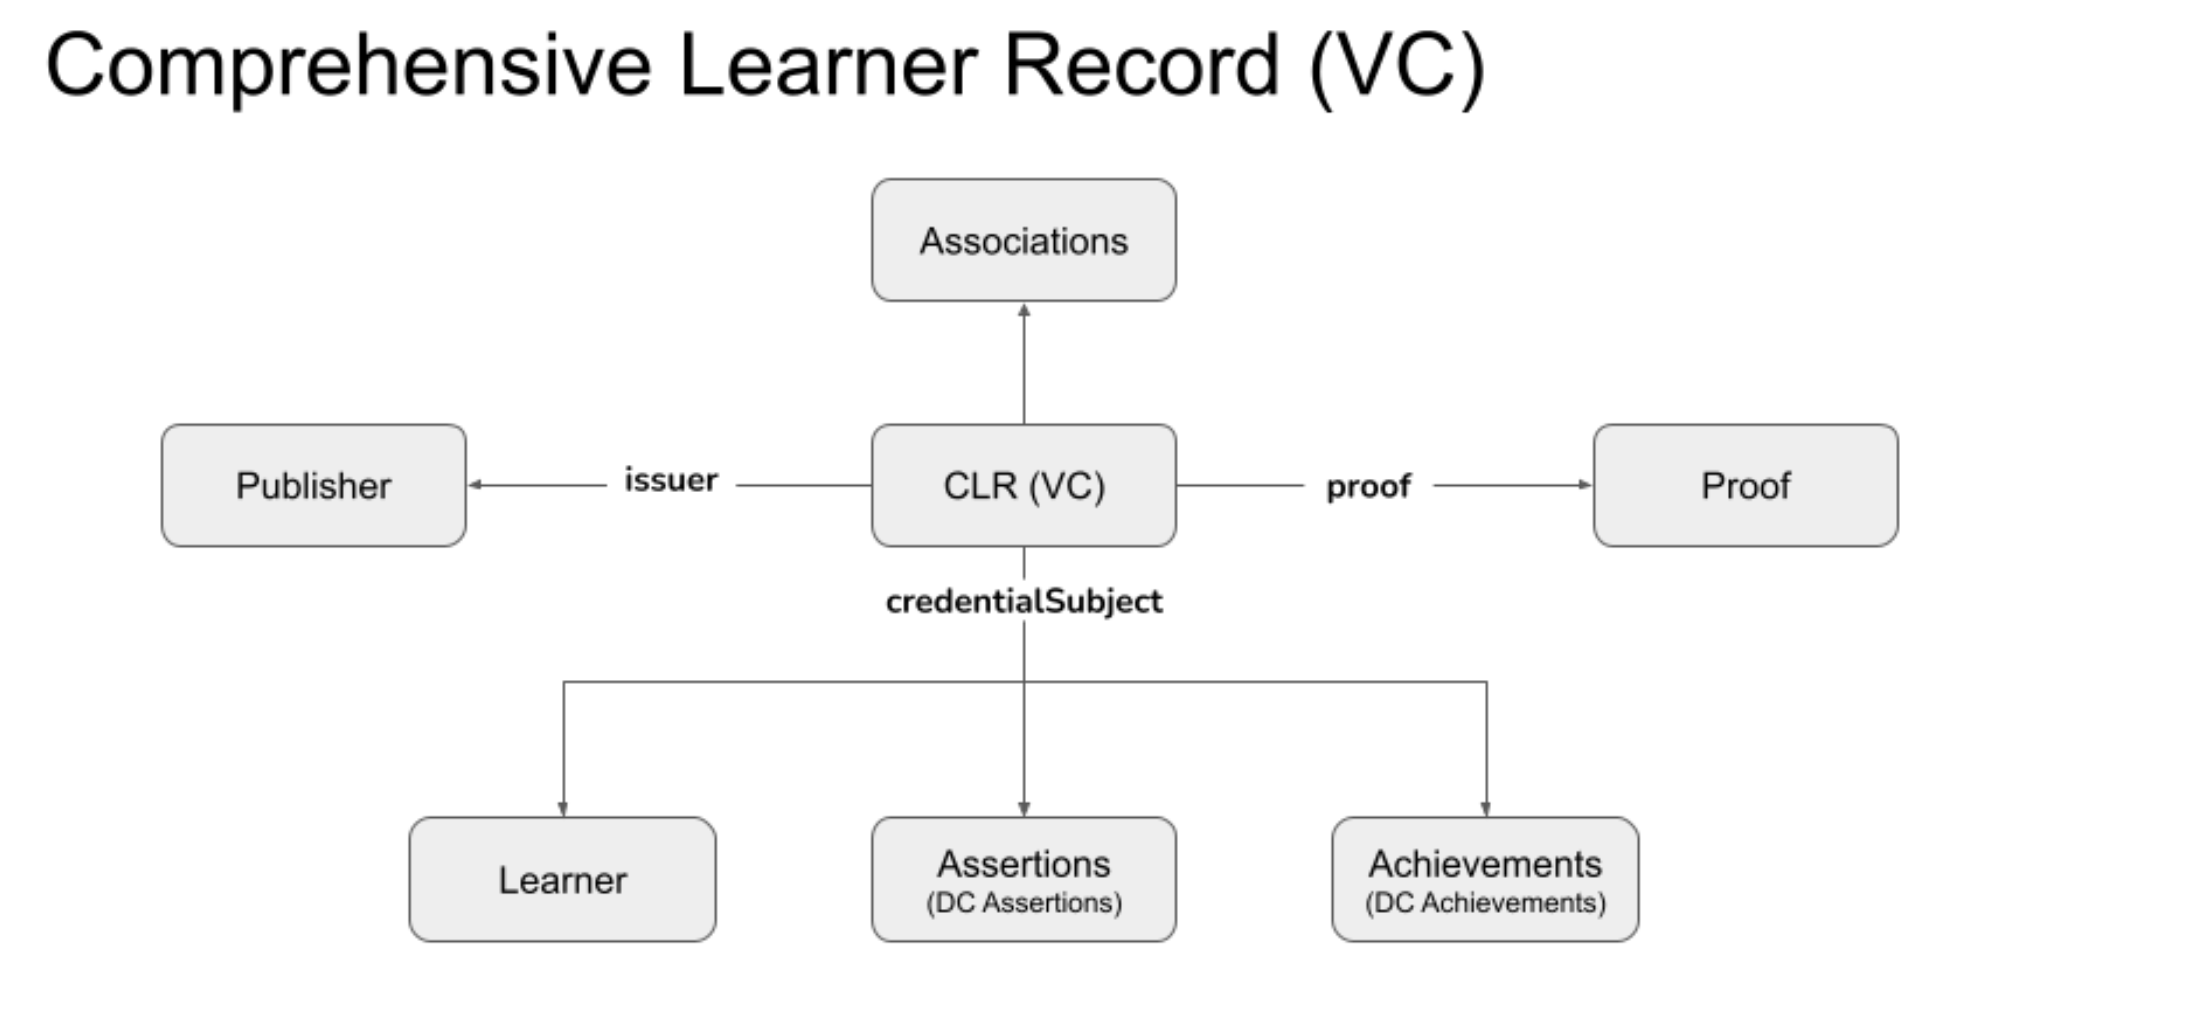 Comprehensive Learner Record (VC)
Associations
Publisher
issuer
CLR (VC)
proof
Proof
credentialSubject
Learner
Assertions
(DC Assertions)
Achievements
(DC Achievements)